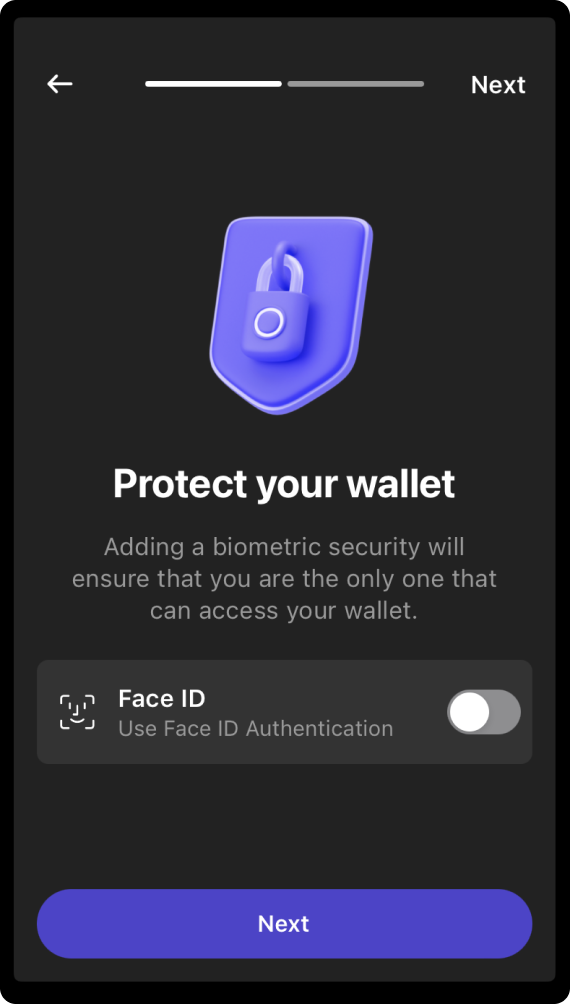 Next
Protect your wallet
Adding a biometric security will
ensure that you are the only one that
can access your wallet.
Face ID
Use Face ID Authentication
Next